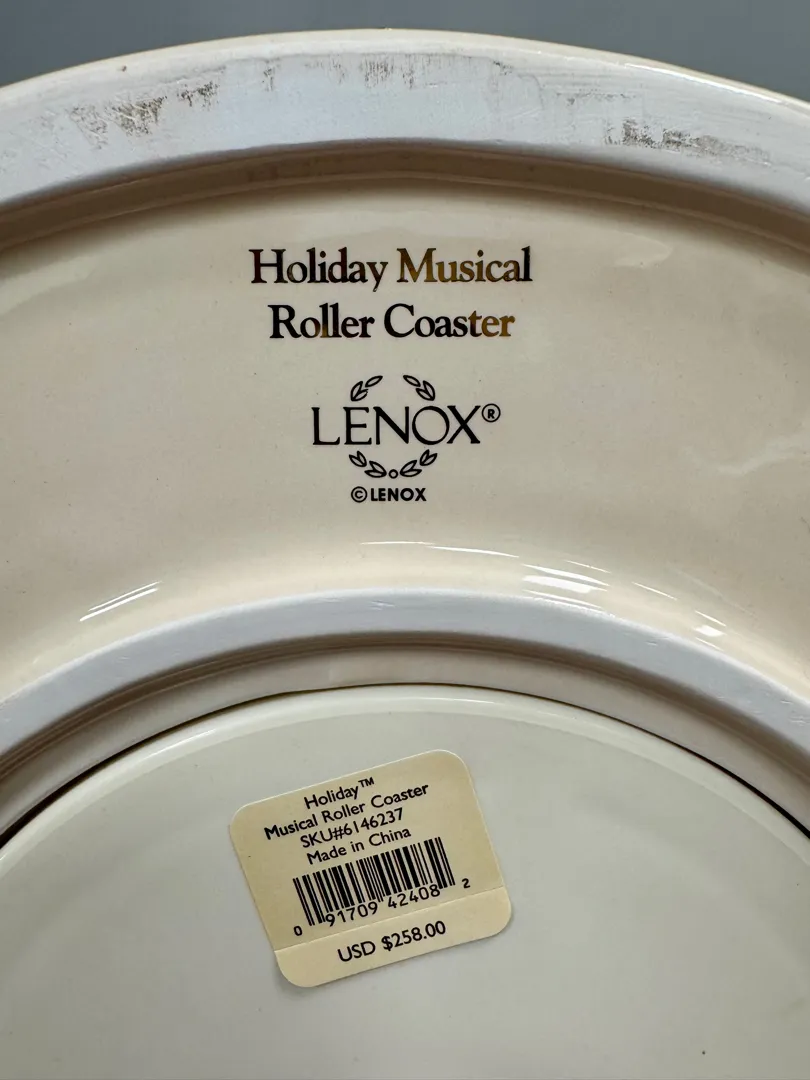 Holiday Musical
Roller Coaster
LENOX®
©LENOX
Holiday™
Musical Roller Coaster
SKU#6146237
Made in China
0 91709 42408 2
USD $258.00